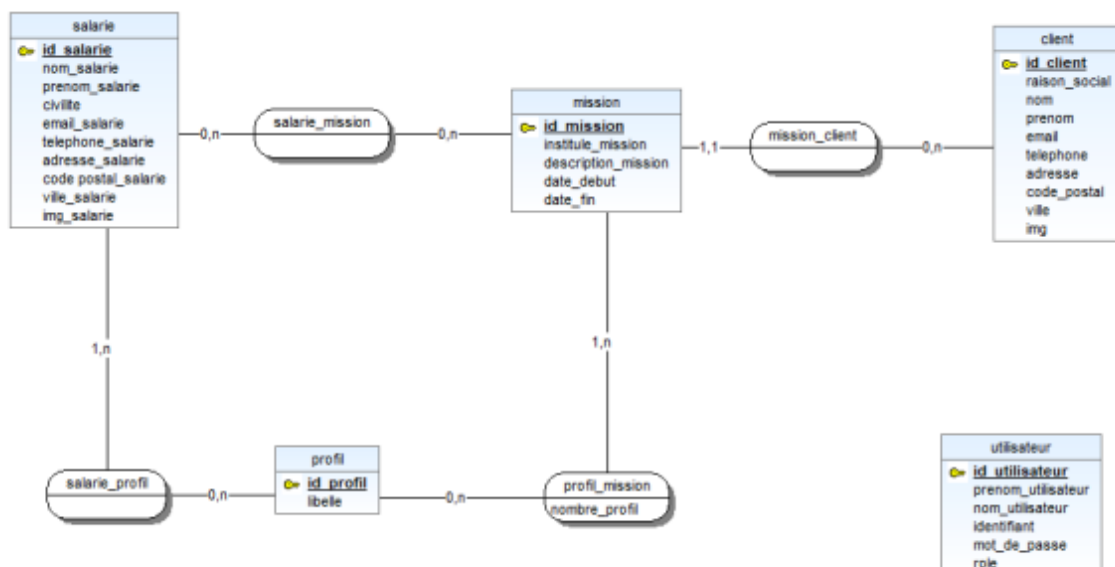 salarie
id_salarie
nom_salarie
prenom_salarie
civilite
email_salarie
telephone_salarie
adresse_salarie
code postal_salarie
ville_salarie
img_salarie
0,n
salarie_mission
0,n
mission
id_mission
institule_mission
description_mission
date_debut
date_fin
1,1
mission_client
0,n
client
id_client
raison_social
nom
prenom
email
telephone
adresse
code_postal
ville
img
1,n
1,n
salarie_profil
0,n
profil
id_profil
libelle
0,n
profil_mission
nombre_profil
utilisateur
id_utilisateur
prenom_utilisateur
nom_utilisateur
identifiant
mot_de_passe
role